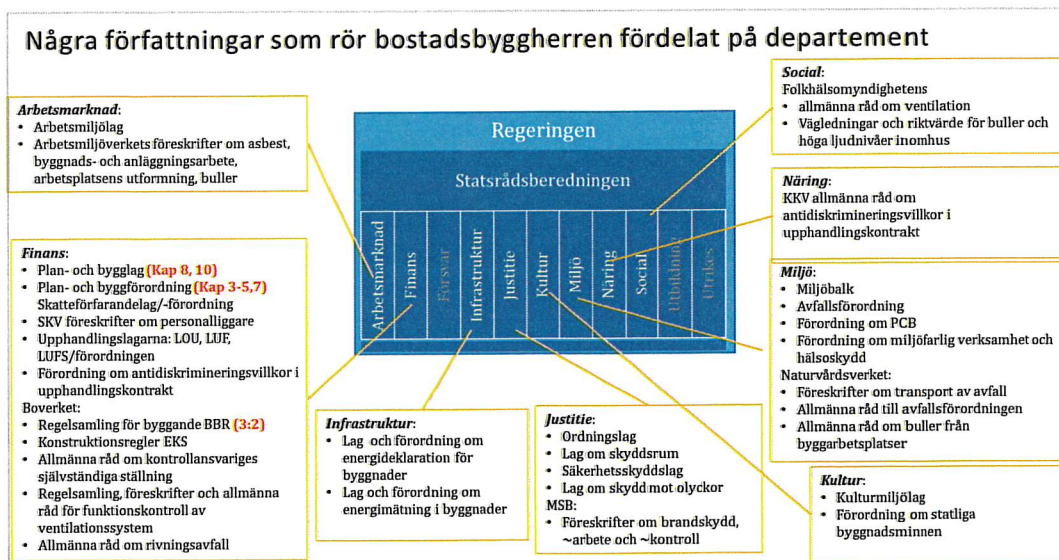 Några författningar som rör bostadsbyggherren fördelat på departement
Arbetsmarknad:
• Arbetsmiljölag
• Arbetsmiljöverkets föreskrifter om asbest,
byggnads- och anläggningsarbete,
arbetsplatsens utformning, buller
Finans:
• Plan- och bygglag (Kap 8, 10)
• Plan- och byggförordning (Kap 3-5,7)
Skatteförfarandelag/-förordning
• SKV föreskrifter om personalliggare
• Upphandlingslagarna: LOU, LUF,
LUFS/förordningen
• Förordning om antidiskrimineringsvillkor i
upphandlingskontrakt
Boverket:
• Regelsamling för byggande BBR (3:2)
• Konstruktionsregler EKS
• Allmänna råd om kontrollansvariges
självständiga ställning
• Regelsamling, föreskrifter och allmänna
råd för funktionskontroll av
ventilationssystem
• Allmänna råd om rivningsavfall
Regeringen
Statsrådsberedningen
Arbetsmarknad
Finans
Försvar
Infrastruktur
Justitie
Kultur
Miljö
Näring
Social
Utbildning
Utrikes
Infrastruktur:
• Lag och förordning om
energideklaration för
byggnader
• Lag och förordning om
energimätning i byggnader
Justitie:
• Ordningslag
• Lag om skyddsrum
• Säkerhetsskyddslag
• Lag om skydd mot olyckor
MSB:
• Föreskrifter om brandskydd,
~arbete och ~kontroll
Social:
Folkhälsomyndighetens
• allmänna råd om ventilation
• Vägledningar och riktvärde för buller och
höga ljudnivåer inomhus
Näring:
KKV allmänna råd om
antidiskrimineringsvillkor i
upphandlingskontrakt
Miljö:
• Miljöbalk
• Avfallsförordning
• Förordning om PCB
• Förordning om miljöfarlig verksamhet och
hälsoskydd
Naturvårdsverket:
• Föreskrifter om transport av avfall
• Allmänna råd till avfallsförordningen
• Allmänna råd om buller från
byggarbetsplatser
Kultur:
• Kulturmiljölag
• Förordning om statliga
byggnadsminnen